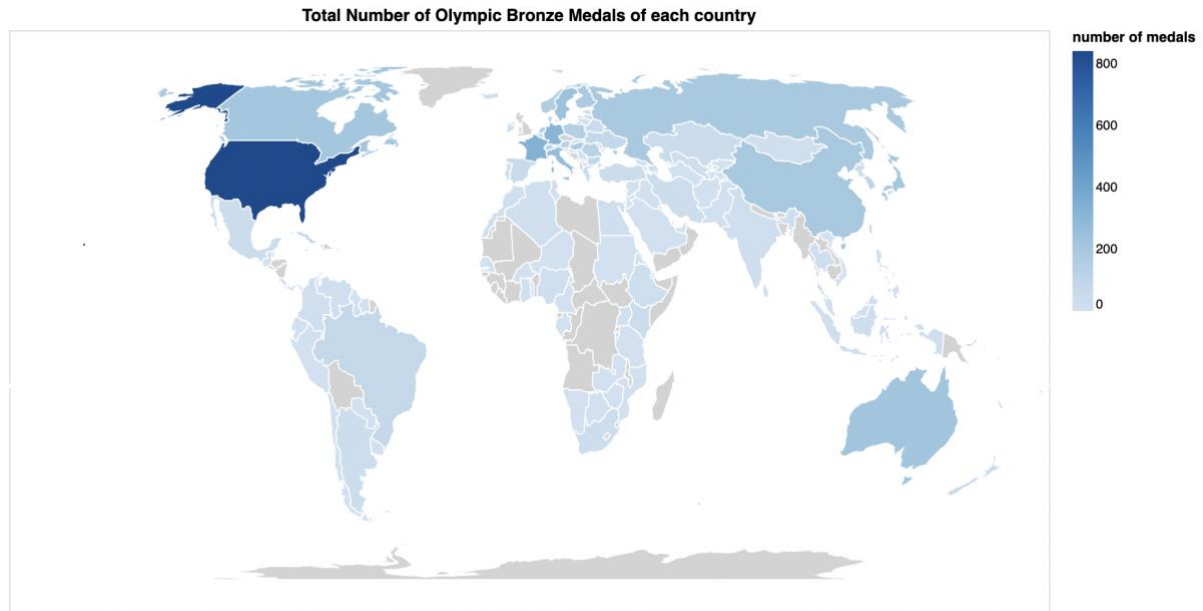 Total Number of Olympic Bronze Medals of each country
number of medals
800
600
400
200
0